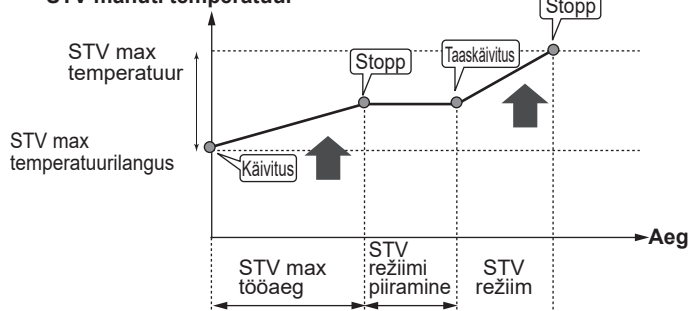 STV mahuti temperatuur
Stopp
STV max
temperatuur
Stopp
Taaskäivitus
STV max
temperatuurilangus
Käivitus
Aeg
STV max
tööaeg
STV
režiimi
piiramine
STV
režiim